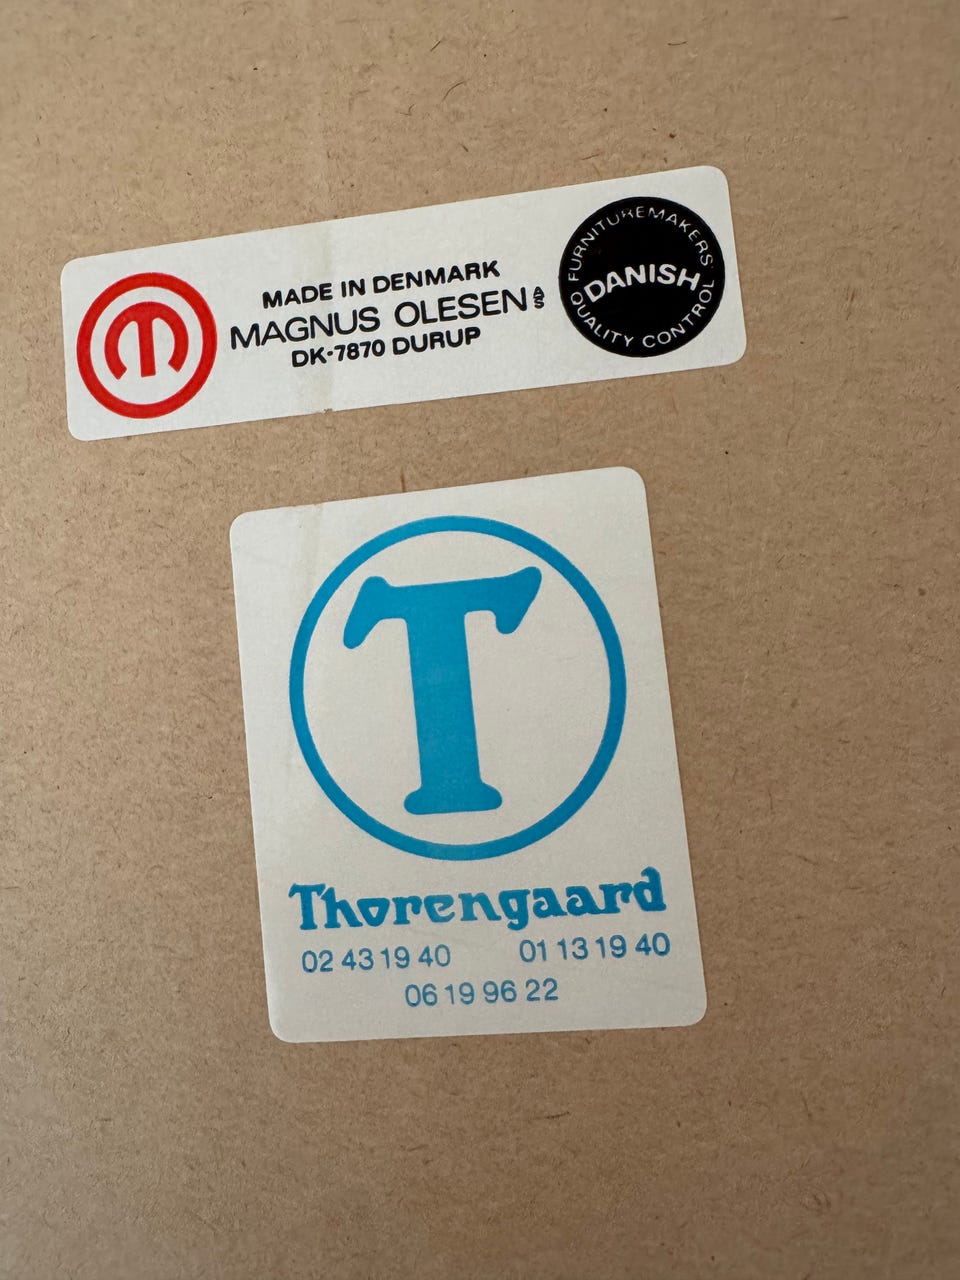 MADE IN DENMARK
MAGNUS OLESEN A/S
DK-7870 DURUP
FURNITUREMAKERS'
DANISH
QUALITY CONTROL
T
Thorengaard
02 43 19 40 01 13 19 40
06 19 96 22